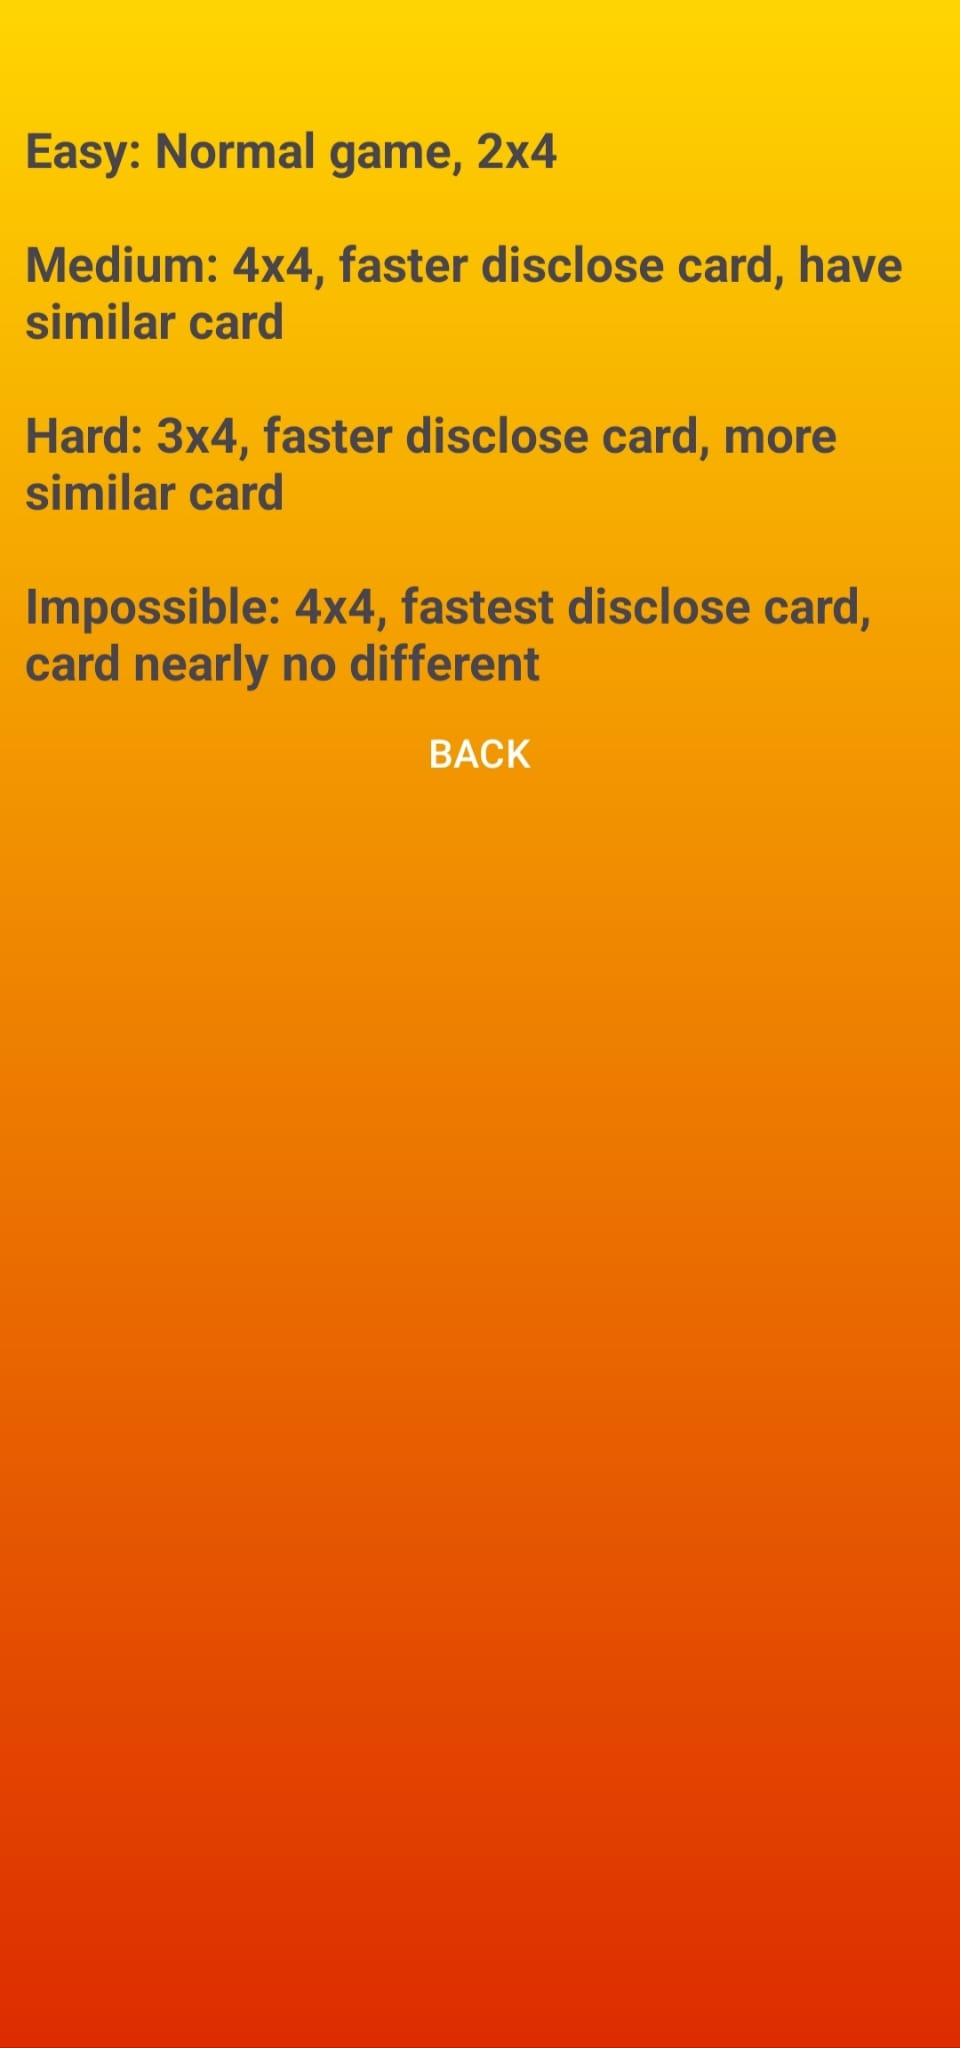 Easy: Normal game, 2x4
Medium: 4x4, faster disclose card, have
similar card
Hard: 3x4, faster disclose card, more
similar card
Impossible: 4x4, fastest disclose card,
card nearly no different
BACK